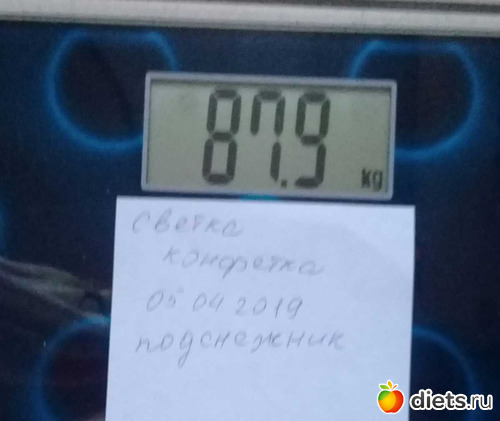 87.9 kg
светка
конфетка
05 04 2019
подснежник
diets.ru